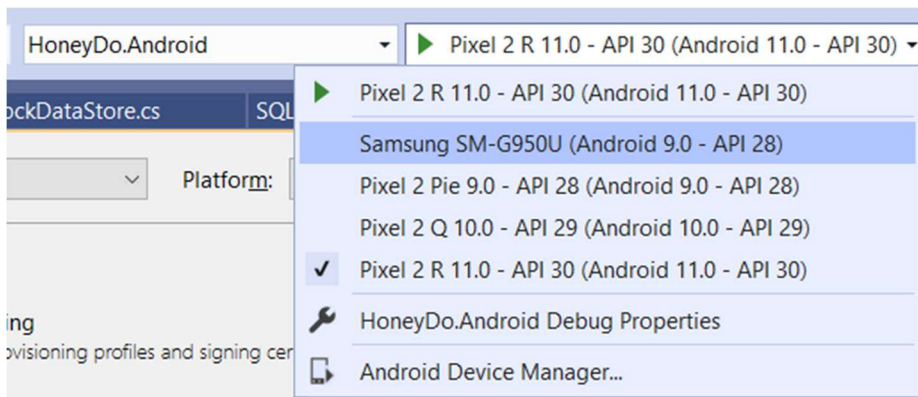 HoneyDo.Android
Pixel 2 R 11.0 - API 30 (Android 11.0 - API 30)
Pixel 2 R 11.0 - API 30 (Android 11.0 - API 30)
ockDataStore.cs
SQL
Samsung SM-G950U (Android 9.0 - API 28)
Platform:
Pixel 2 Pie 9.0 - API 28 (Android 9.0 - API 28)
Pixel 2 Q 10.0 - API 29 (Android 10.0 - API 29)
Pixel 2 R 11.0 - API 30 (Android 11.0 - API 30)
ing
HoneyDo.Android Debug Properties
ovisioning profiles and signing cer
Android Device Manager...